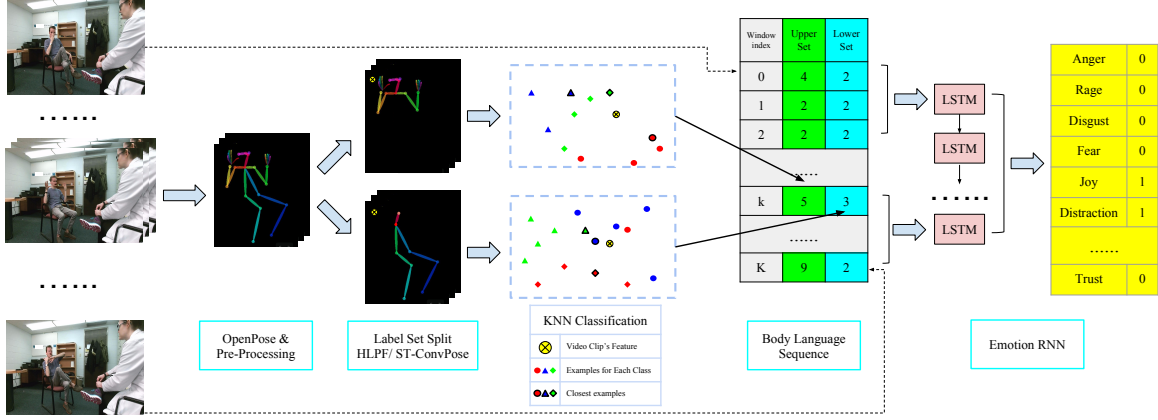 Window index
Upper Set
Lower Set
0 4 2
1 2 2
2 2 2
......
k 5 3
......
K 9 2
LSTM
LSTM
......
LSTM
Anger 0
Rage 0
Disgust 0
Fear 0
Joy 1
Distraction 1
......
Trust 0
......
......
OpenPose &
Pre-Processing
Label Set Split
HLPF/ ST-ConvPose
KNN Classification
Video Clip's Feature
Examples for Each Class
Closest examples
Body Language
Sequence
Emotion RNN